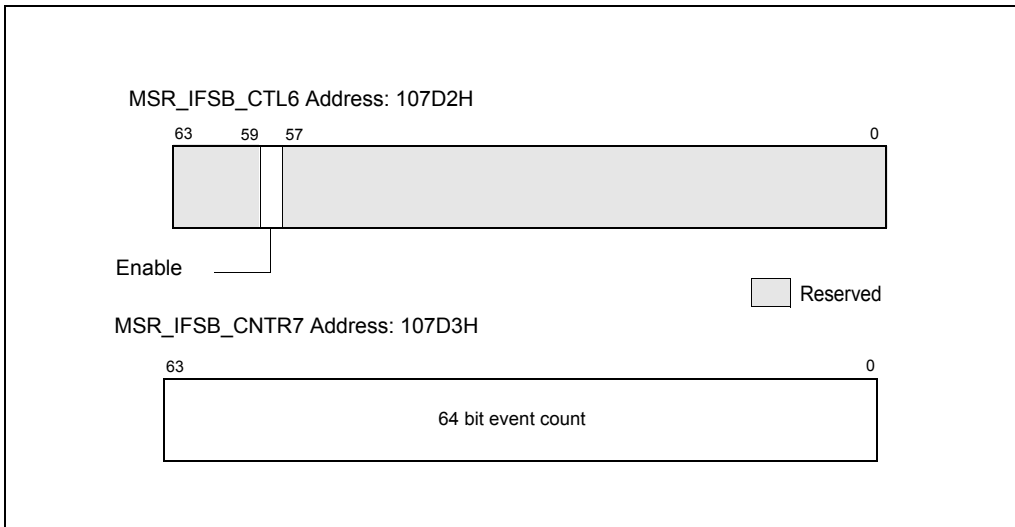 MSR_IFSB_CTL6 Address: 107D2H
63 59 57 0
Enable
Reserved
MSR_IFSB_CNTR7 Address: 107D3H
63 0
64 bit event count